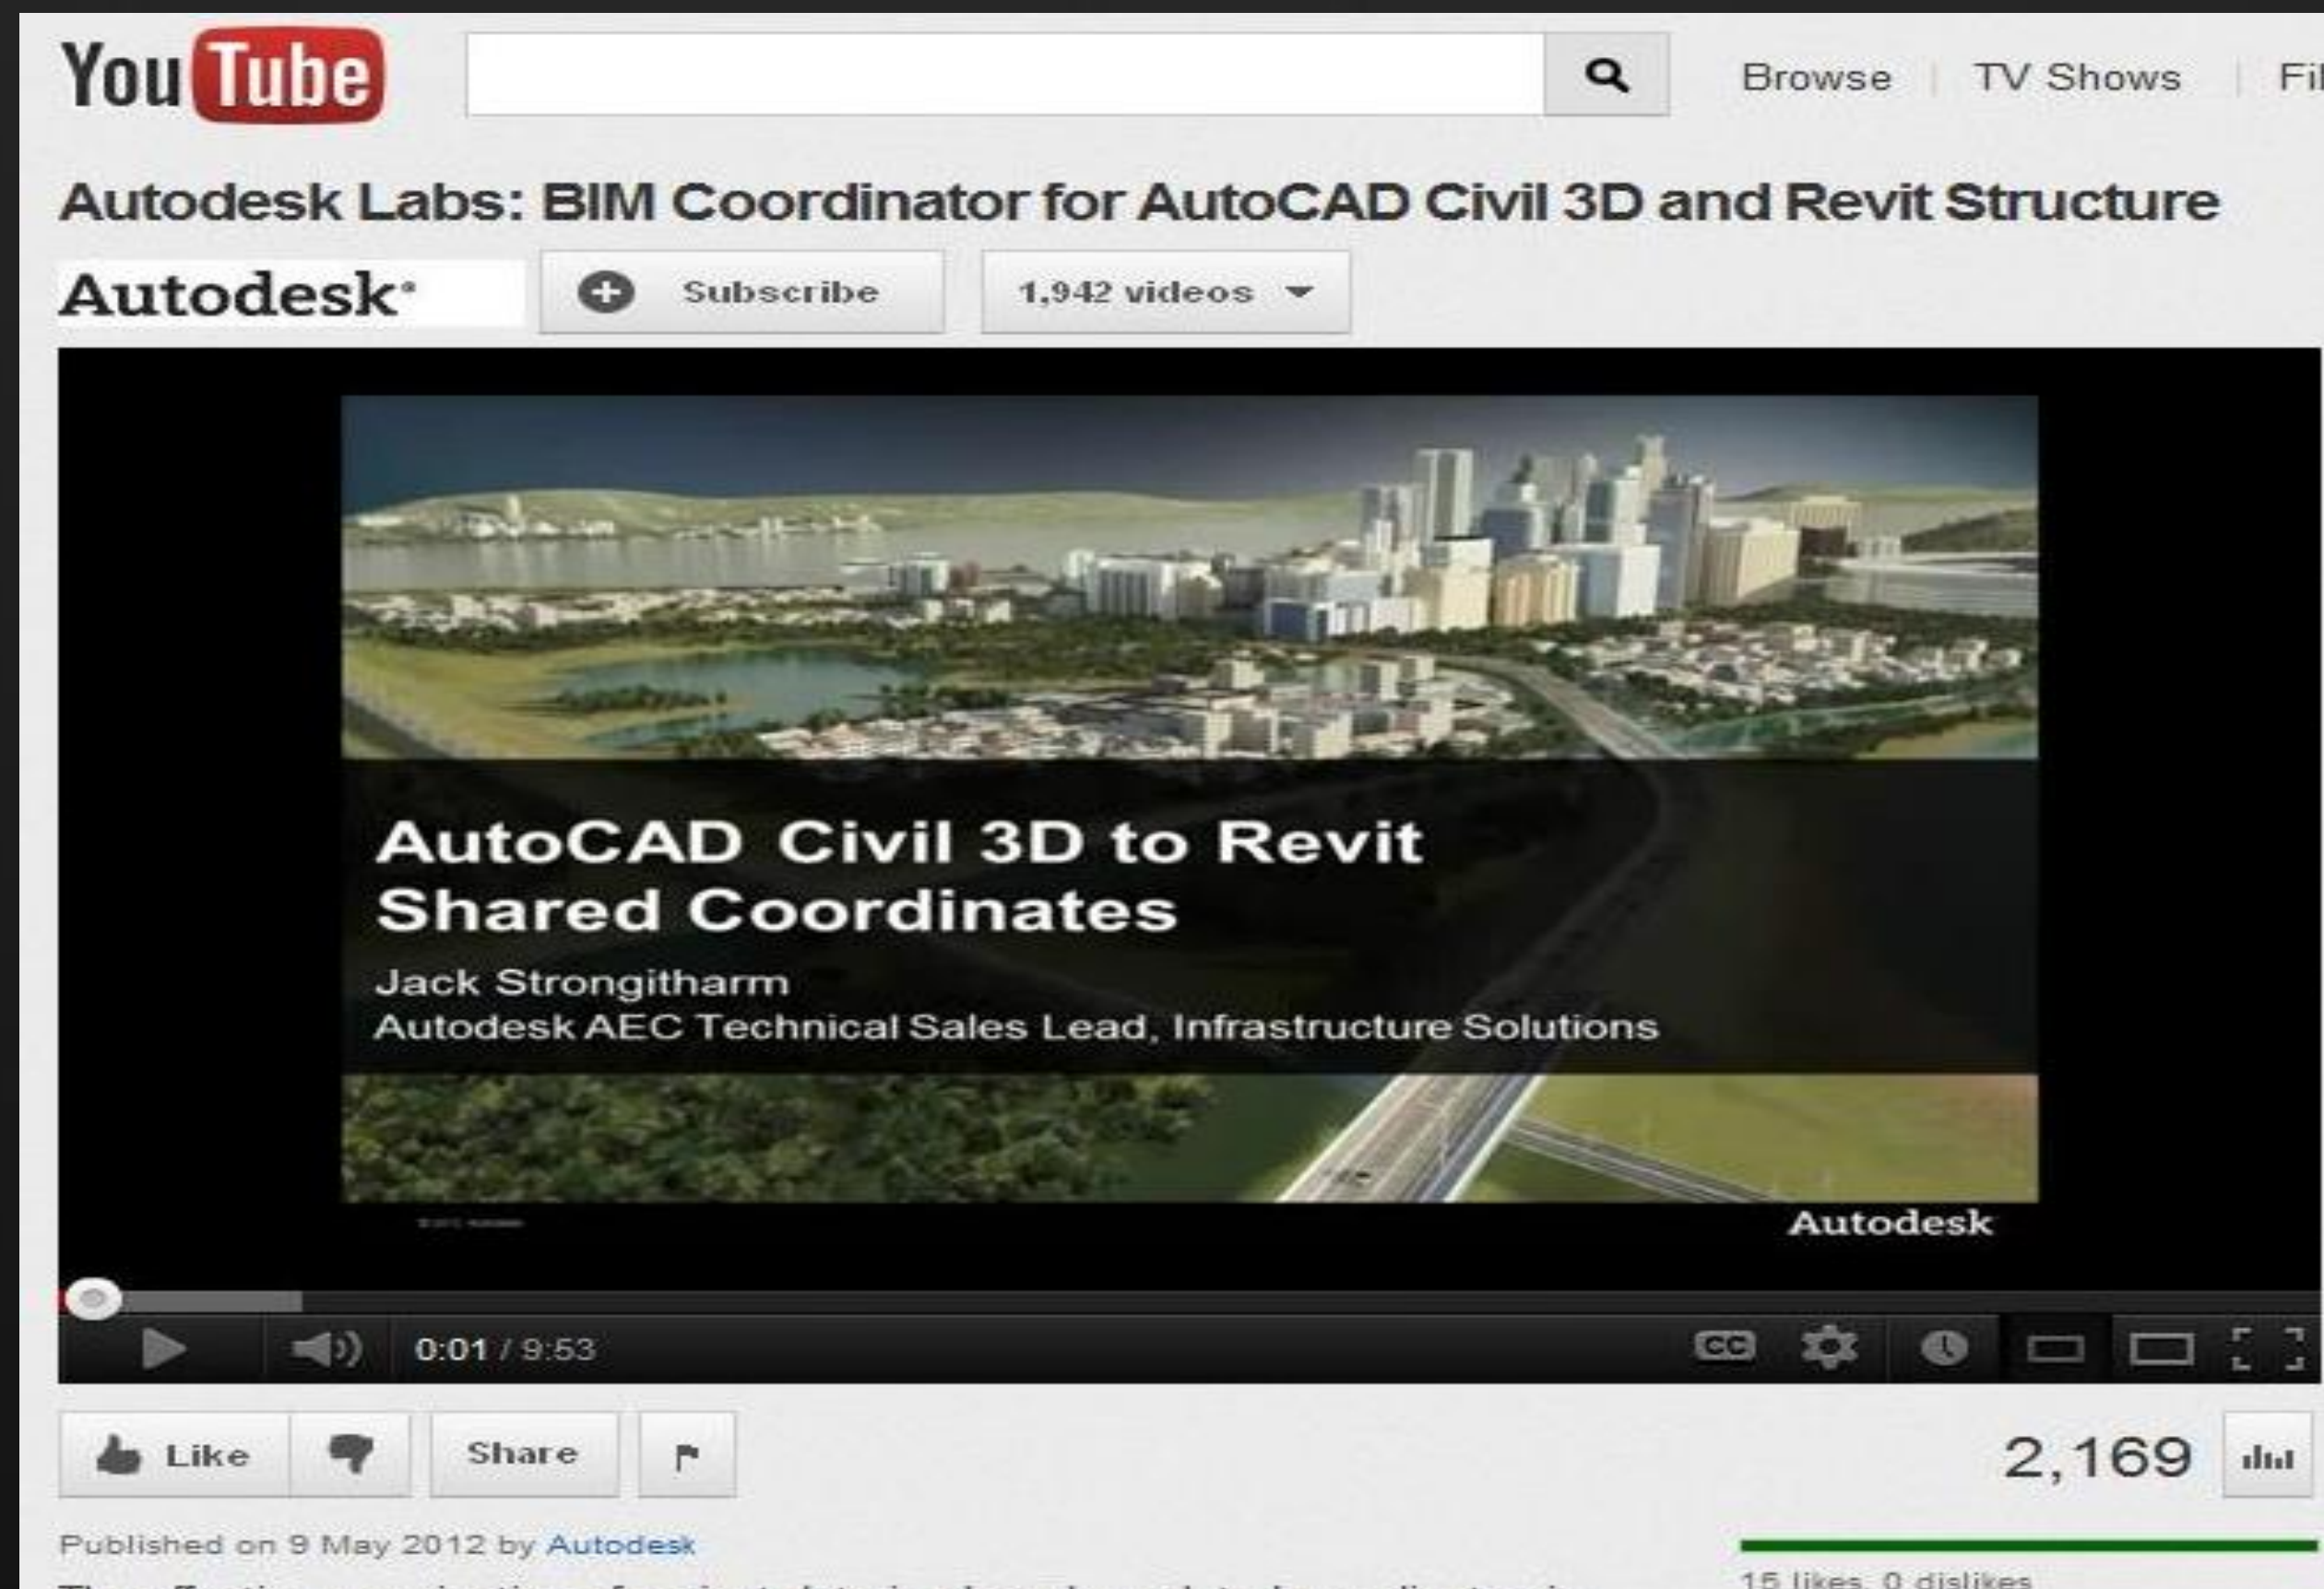 YouTube
Browse | TV Shows | Fil
Autodesk Labs: BIM Coordinator for AutoCAD Civil 3D and Revit Structure
Autodesk® Subscribe 1,942 videos
AutoCAD Civil 3D to Revit
Shared Coordinates
Jack Strongitharm
Autodesk AEC Technical Sales Lead, Infrastructure Solutions
Autodesk
0:01 / 9:53 CC
Like Share 2,169
Published on 9 May 2012 by Autodesk
15 likes, 0 dislikes